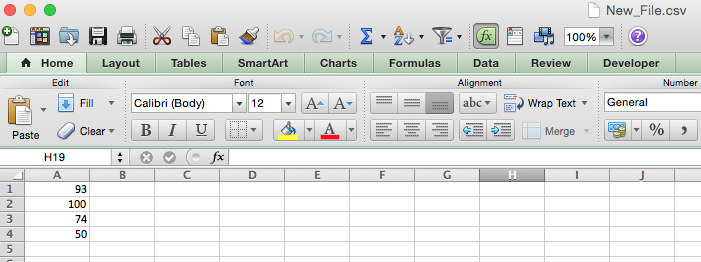 New_File.csv
Σ fx 100% ?
Home Layout Tables SmartArt Charts Formulas Data Review Developer
Edit Font Alignment Number
Fill Calibri (Body) 12 A A abc Wrap Text General
Paste Clear B I U A Merge % ,
H19 fx
A B C D E F G H I J
1 93
2 100
3 74
4 50
5